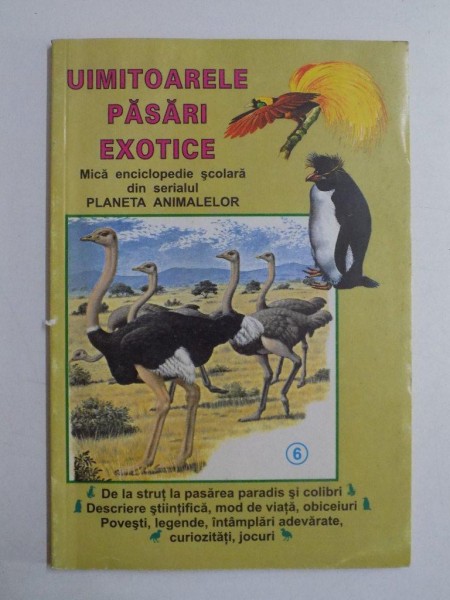 UIMITOARELE
PĂSĂRI
EXOTICE
Mică enciclopedie şcolară
din serialul
PLANETA ANIMALELOR
6
De la struţ la pasărea paradis şi colibri
Descriere ştiinţifică, mod de viaţă, obiceiuri
Poveşti, legende, întâmplări adevărate,
curiozităţi, jocuri